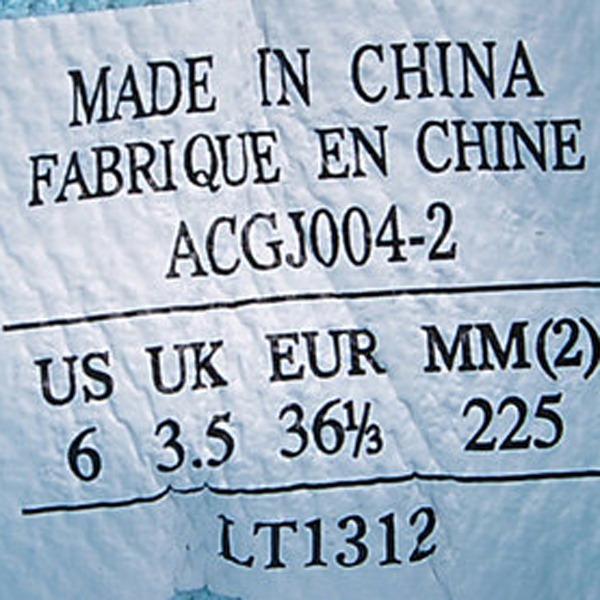 MADE IN CHINA
FABRIQUE EN CHINE
ACGJ004-2
US UK EUR MM(2)
6 3.5 36⅓ 225
LT1312